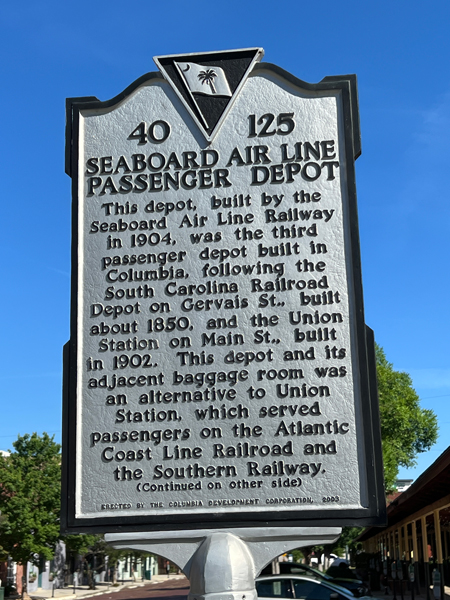 40 125
SEABOARD AIR LINE
PASSENGER DEPOT
This depot, built by the
Seaboard Air Line Railway
in 1904, was the third
passenger depot built in
Columbia, following the
South Carolina Railroad
Depot on Gervais St., built
about 1850, and the Union
Station on Main St., built
in 1902. This depot and its
adjacent baggage room was
an alternative to Union
Station, which served
passengers on the Atlantic
Coast Line Railroad and
the Southern Railway.
(Continued on other side)
ERECTED BY THE COLUMBIA DEVELOPMENT CORPORATION, 2003